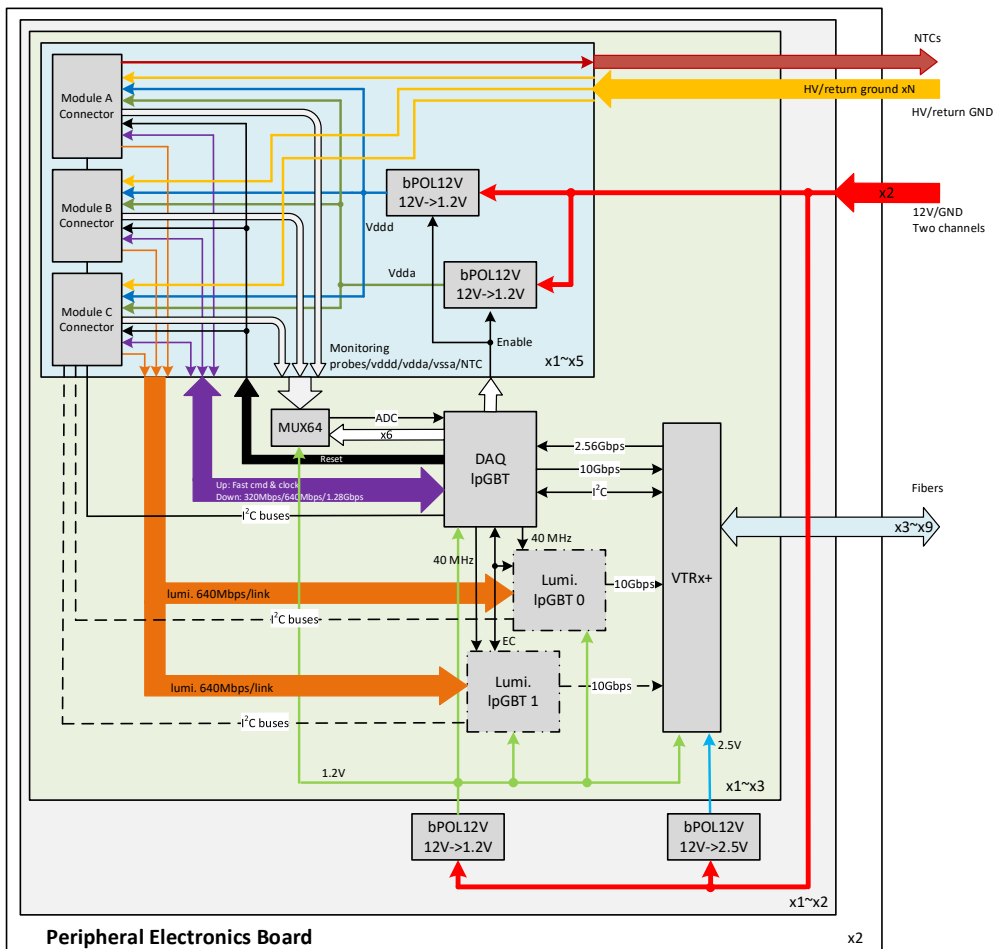 NTCs
HV/return ground xN
HV/return GND
Module A
Connector
Module B
Connector
Module C
Connector
bPOL12V
12V->1.2V
Vddd
bPOL12V
12V->1.2V
Vdda
x2
12V/GND
Two channels
Enable
Monitoring
probes/vddd/vdda/vssa/NTC
x1~x5
MUX64
ADC
x6
Reset
DAQ
lpGBT
2.56Gbps
10Gbps
I²C
Up: Fast cmd & clock
Down: 320Mbps/640Mbps/1.28Gbps
I²C buses
Fibers
x3~x9
VTRx+
40 MHz
40 MHz
Lumi.
lpGBT 0
10Gbps
lumi. 640Mbps/link
I²C buses
EC
Lumi.
lpGBT 1
10Gbps
lumi. 640Mbps/link
I²C buses
2.5V
1.2V
x1~x3
bPOL12V
12V->1.2V
bPOL12V
12V->2.5V
x1~x2
Peripheral Electronics Board
x2